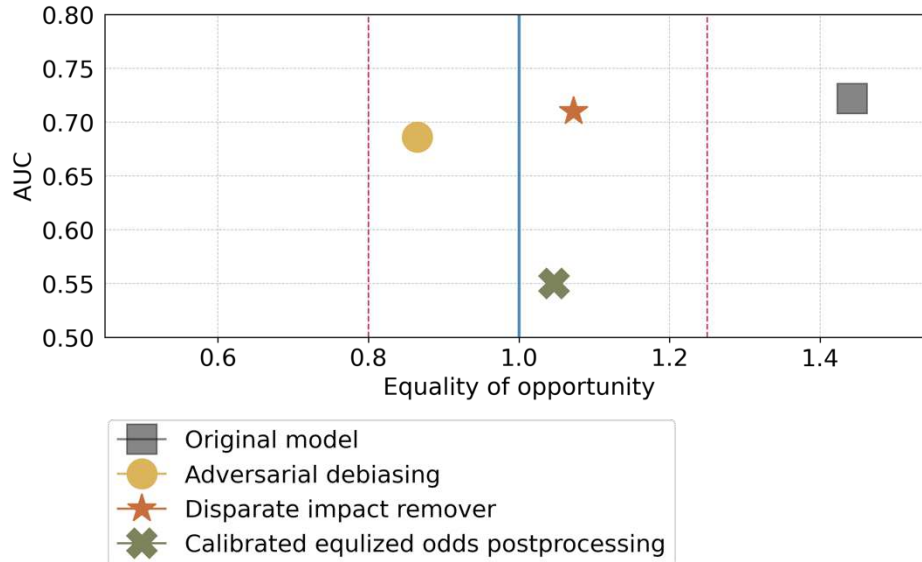 0.80
0.75
0.70
0.65
0.60
0.55
0.50
AUC
0.6 0.8 1.0 1.2 1.4
Equality of opportunity
Original model
Adversarial debiasing
Disparate impact remover
Calibrated equlized odds postprocessing